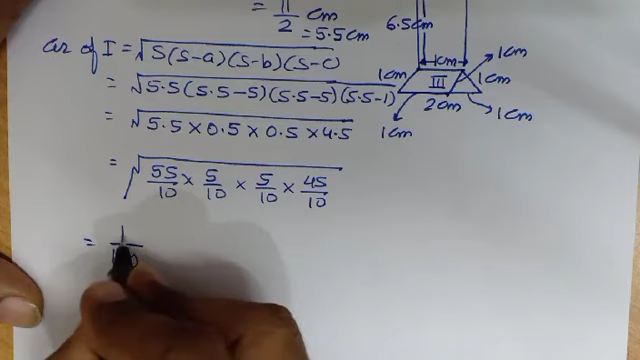 = 11/2 cm
= 5.5cm
ar of I = √S(S-a)(S-b)(S-c)
= √5.5(5.5-5)(5.5-5)(5.5-1)
= √5.5×0.5×0.5×4.5
= √55/10 × 5/10 × 5/10 × 45/10
= 1/
6.5cm
1cm
1cm
1cm
III
1cm
2cm
1cm
1cm